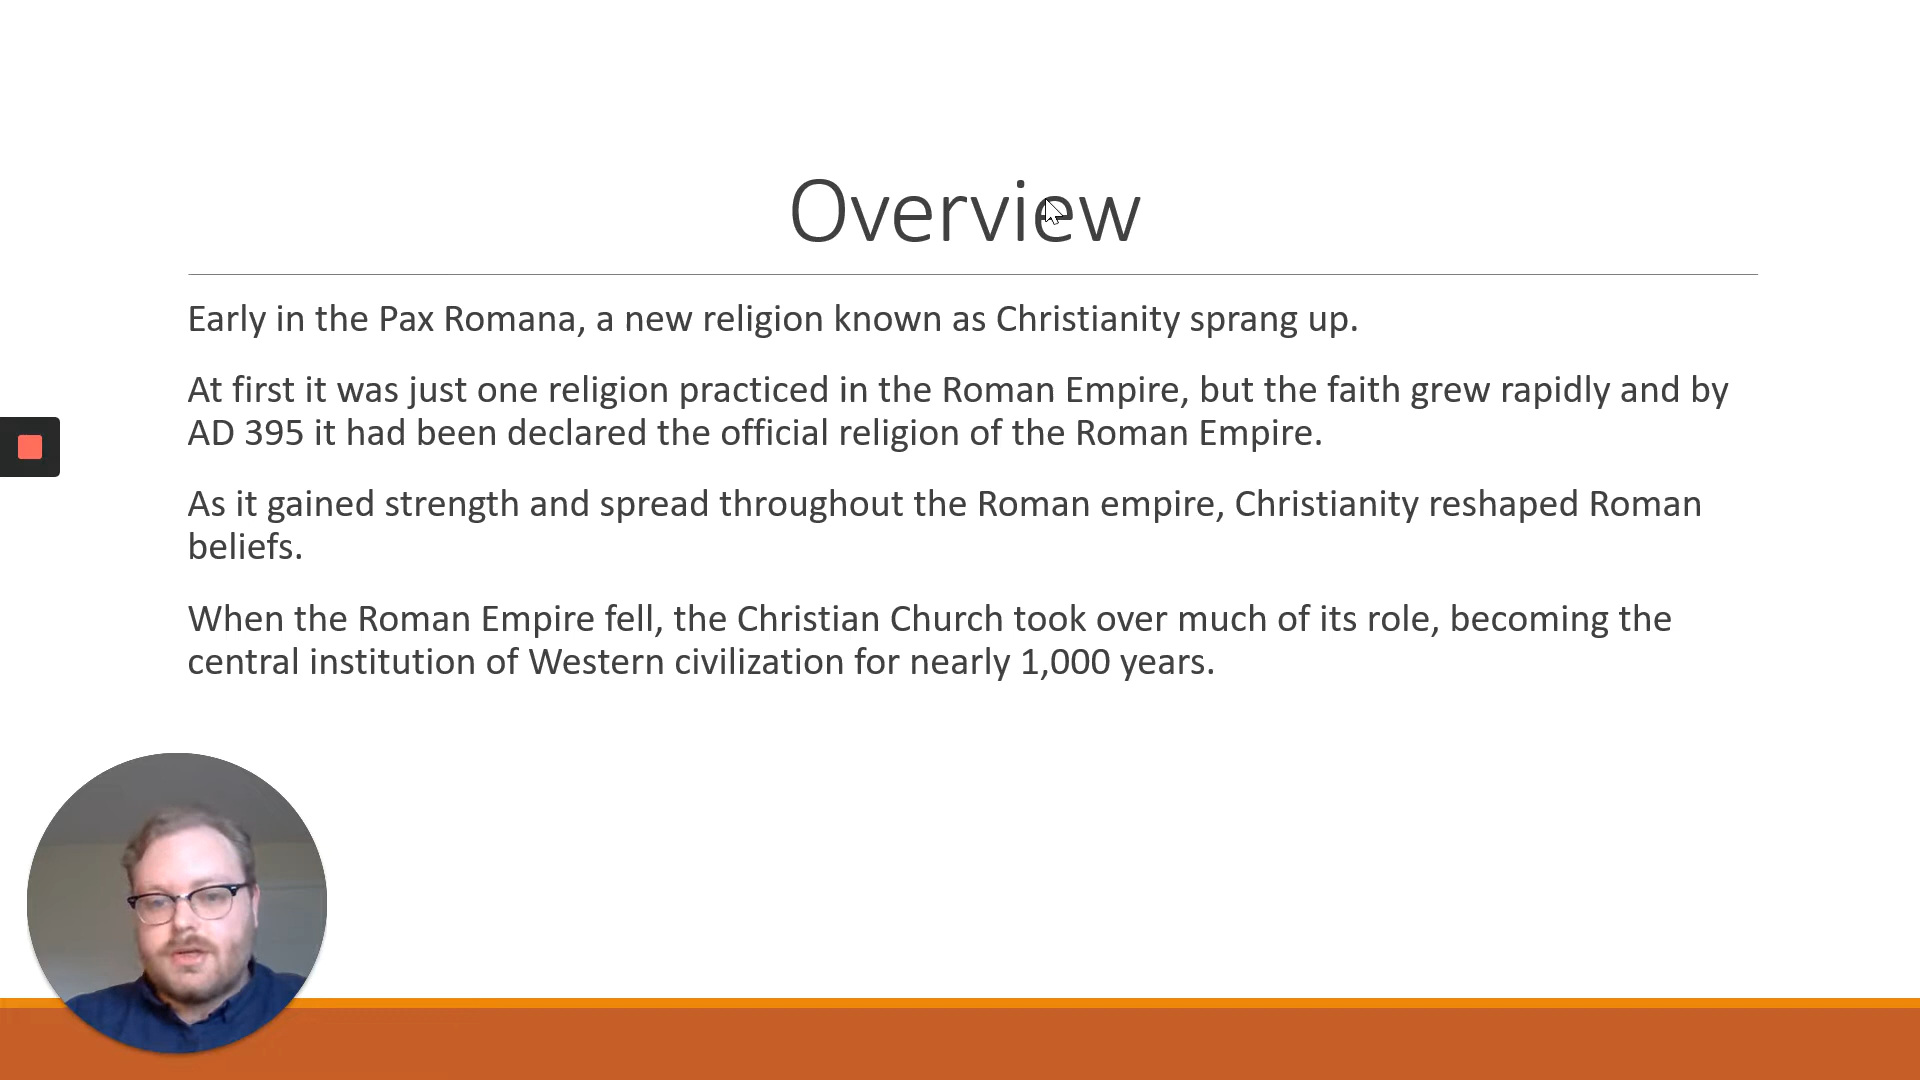 Overview
Early in the Pax Romana, a new religion known as Christianity sprang up.
At first it was just one religion practiced in the Roman Empire, but the faith grew rapidly and by
AD 395 it had been declared the official religion of the Roman Empire.
As it gained strength and spread throughout the Roman empire, Christianity reshaped Roman
beliefs.
When the Roman Empire fell, the Christian Church took over much of its role, becoming the
central institution of Western civilization for nearly 1,000 years.